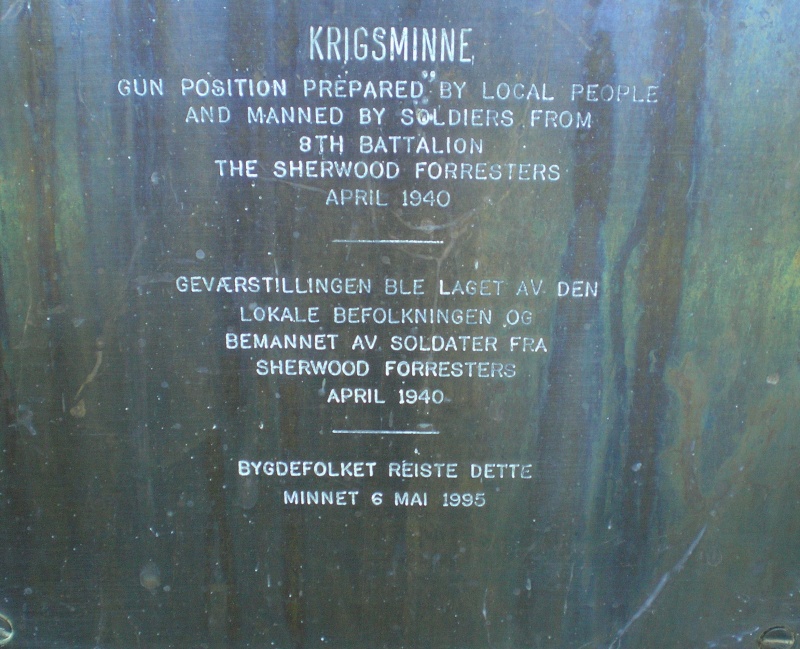 KRIGSMINNE
GUN POSITION PREPARED BY LOCAL PEOPLE
AND MANNED BY SOLDIERS FROM
8TH BATTALION
THE SHERWOOD FORRESTERS
APRIL 1940
GEVÆRSTILLINGEN BLE LAGET AV DEN
LOKALE BEFOLKNINGEN OG
BEMANNET AV SOLDATER FRA
SHERWOOD FORRESTERS
APRIL 1940
BYGDEFOLKET REISTE DETTE
MINNET 6 MAI 1995